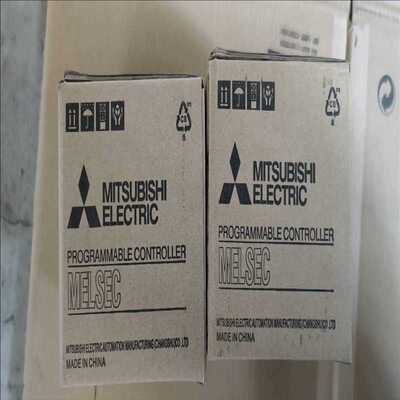 MITSUBISHI
ELECTRIC
PROGRAMMABLE CONTROLLER
MELSEC
MITSUBISHI ELECTRIC AUTOMATION MANUFACTURING (CHANGSHU) CO. LTD
MADE IN CHINA
MITSUBISHI
ELECTRIC
PROGRAMMABLE CONTROLLER
MELSEC
MITSUBISHI ELECTRIC AUTOMATION MANUFACTURING (CHANGSHU) CO. LTD
MADE IN CHINA